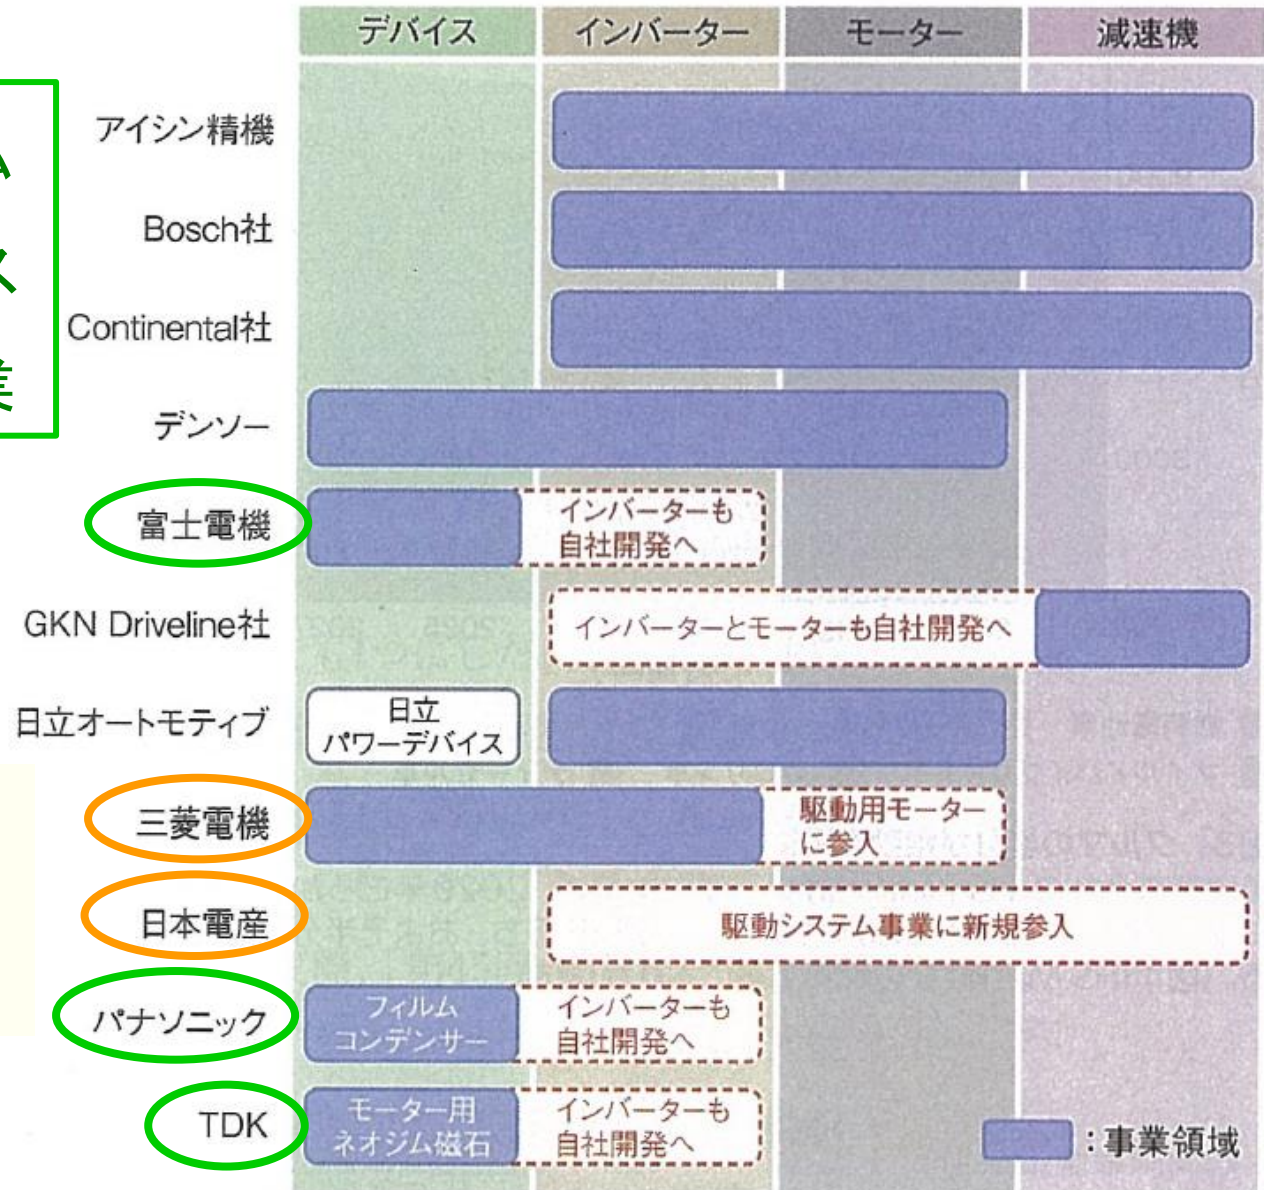 デバイス
インバーター
モーター
減速機
ム
アイシン精機
ス
Bosch社
業
Continental社
デンソー
富士電機
インバーターも
自社開発へ
GKN Driveline社
インバーターとモーターも自社開発へ
日立オートモティブ
日立
パワーデバイス
三菱電機
駆動用モーター
に参入
日本電産
駆動システム事業に新規参入
パナソニック
フィルム
コンデンサー
インバーターも
自社開発へ
TDK
モーター用
ネオジム磁石
インバーターも
自社開発へ
：事業領域